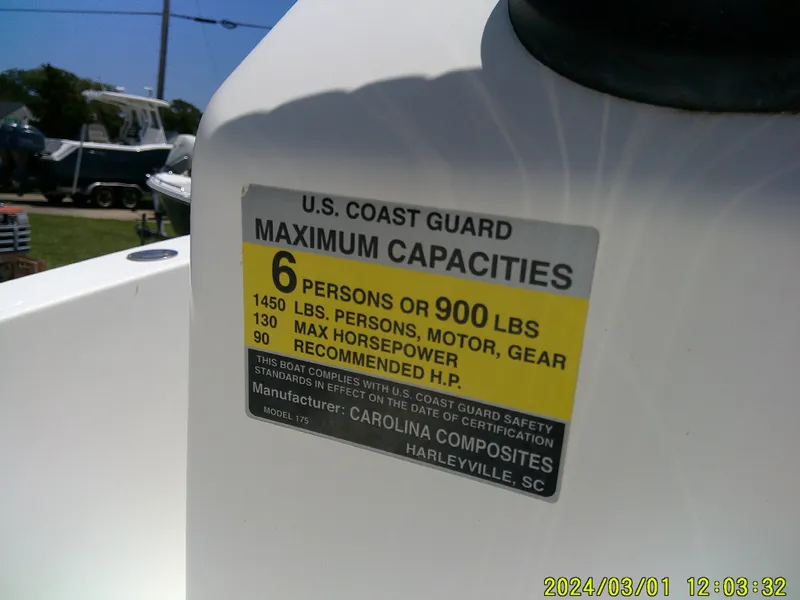 U.S. COAST GUARD
MAXIMUM CAPACITIES
6 PERSONS OR 900 LBS
1450 LBS. PERSONS, MOTOR, GEAR
130 MAX HORSEPOWER
90 RECOMMENDED H.P.
THIS BOAT COMPLIES WITH U.S. COAST GUARD SAFETY
STANDARDS IN EFFECT ON THE DATE OF CERTIFICATION
Manufacturer: CAROLINA COMPOSITES
MODEL 175
HARLEYVILLE, SC
2024/03/01 12:03:32